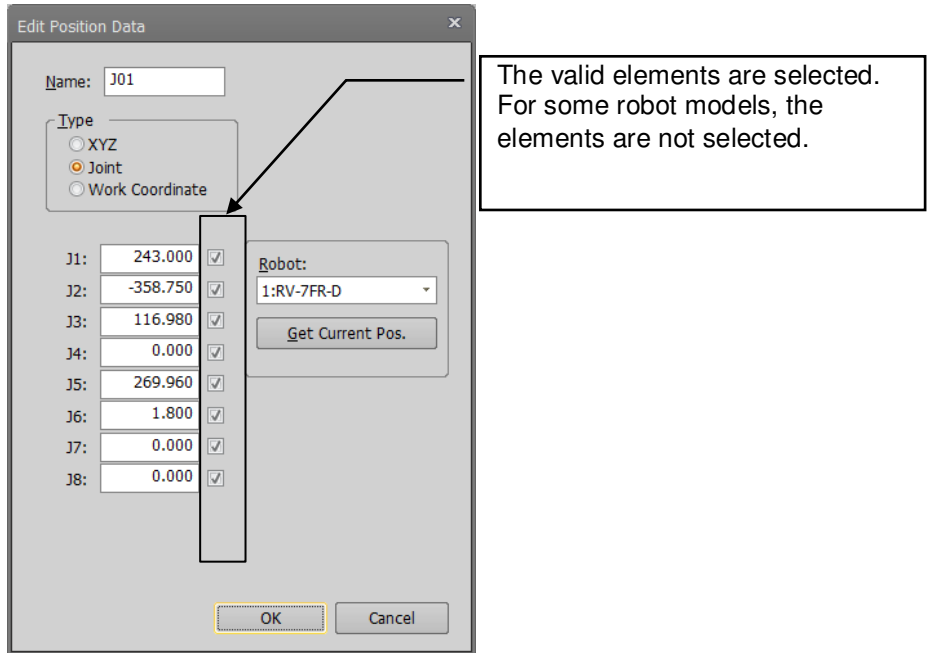 Edit Position Data x
Name: J01
Type
XYZ
Joint
Work Coordinate
J1: 243.000
J2: -358.750
J3: 116.980
J4: 0.000
J5: 269.960
J6: 1.800
J7: 0.000
J8: 0.000
Robot:
1:RV-7FR-D
Get Current Pos.
OK Cancel
The valid elements are selected.
For some robot models, the
elements are not selected.